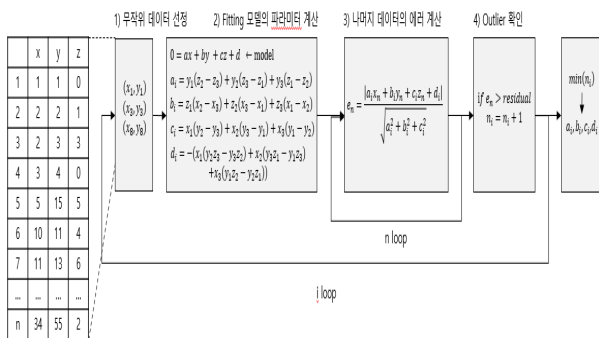 1) 무작위 데이터 선정
2) Fitting 모델의 파라미터 계산
3) 나머지 데이터의 에러 계산
4) Outlier 확인
x y z
1 1 1 0
2 2 2 1
3 2 3 3
4 3 4 0
5 5 15 5
6 10 11 4
7 11 13 6
... ... ... ...
n 34 55 2
(x₁,y₁)
(x₃,y₃)
(x₈,y₈)
0 = ax + by + cz + d ← model
aᵢ = y₁(z₂ − z₃) + y₂(z₃ − z₁) + y₃(z₁ − z₂)
bᵢ = z₁(x₂ − x₃) + z₂(x₃ − x₁) + z₃(x₁ − x₂)
cᵢ = x₁(y₂ − y₃) + x₂(y₃ − y₁) + x₃(y₁ − y₂)
dᵢ = −(x₁(y₂z₃ − y₃z₂) + x₂(y₃z₁ − y₁z₃)
+x₃(y₁z₂ − y₂z₁))
eₙ = |aᵢxₙ + bᵢyₙ + cᵢzₙ + dᵢ| / √(aᵢ² + bᵢ² + cᵢ²)
if eₙ > residual
nᵢ = nᵢ + 1
min(nᵢ)
↓
aᵢ,bᵢ,cᵢ,dᵢ
n loop
i loop